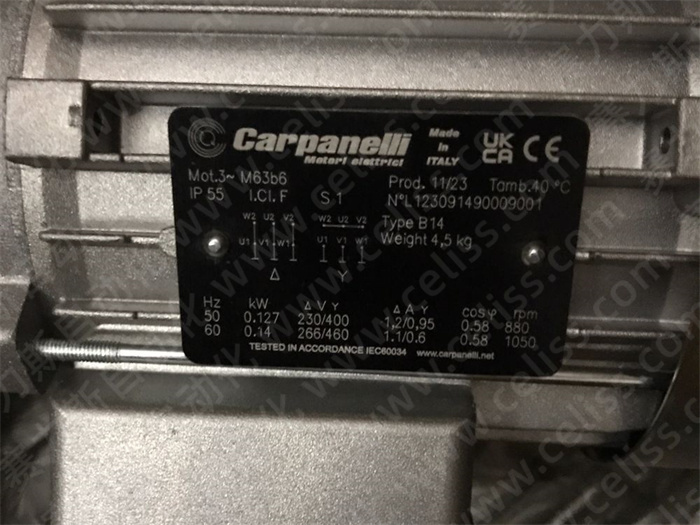 Carpanelli
Motori elettrici
Made
in
ITALY
UK
CA CE
Mot.3~ M63b6
IP 55 I.Cl.F S 1
Prod. 11/23 Tamb.40 °C
N°L123091490009001
Type B14
Weight 4,5 kg
W2 U2 V2
U1 V1 W1
Δ
W2 U2 V2
U1 V1 W1
Y
Hz kW Δ V Y Δ A Y cosφ rpm
50 0.127 230/400 1,2/0,95 0.58 880
60 0.14 266/460 1.1/0.6 0.58 1050
TESTED IN ACCORDANCE IEC60034 www.carpanelli.net
www.celiss.com